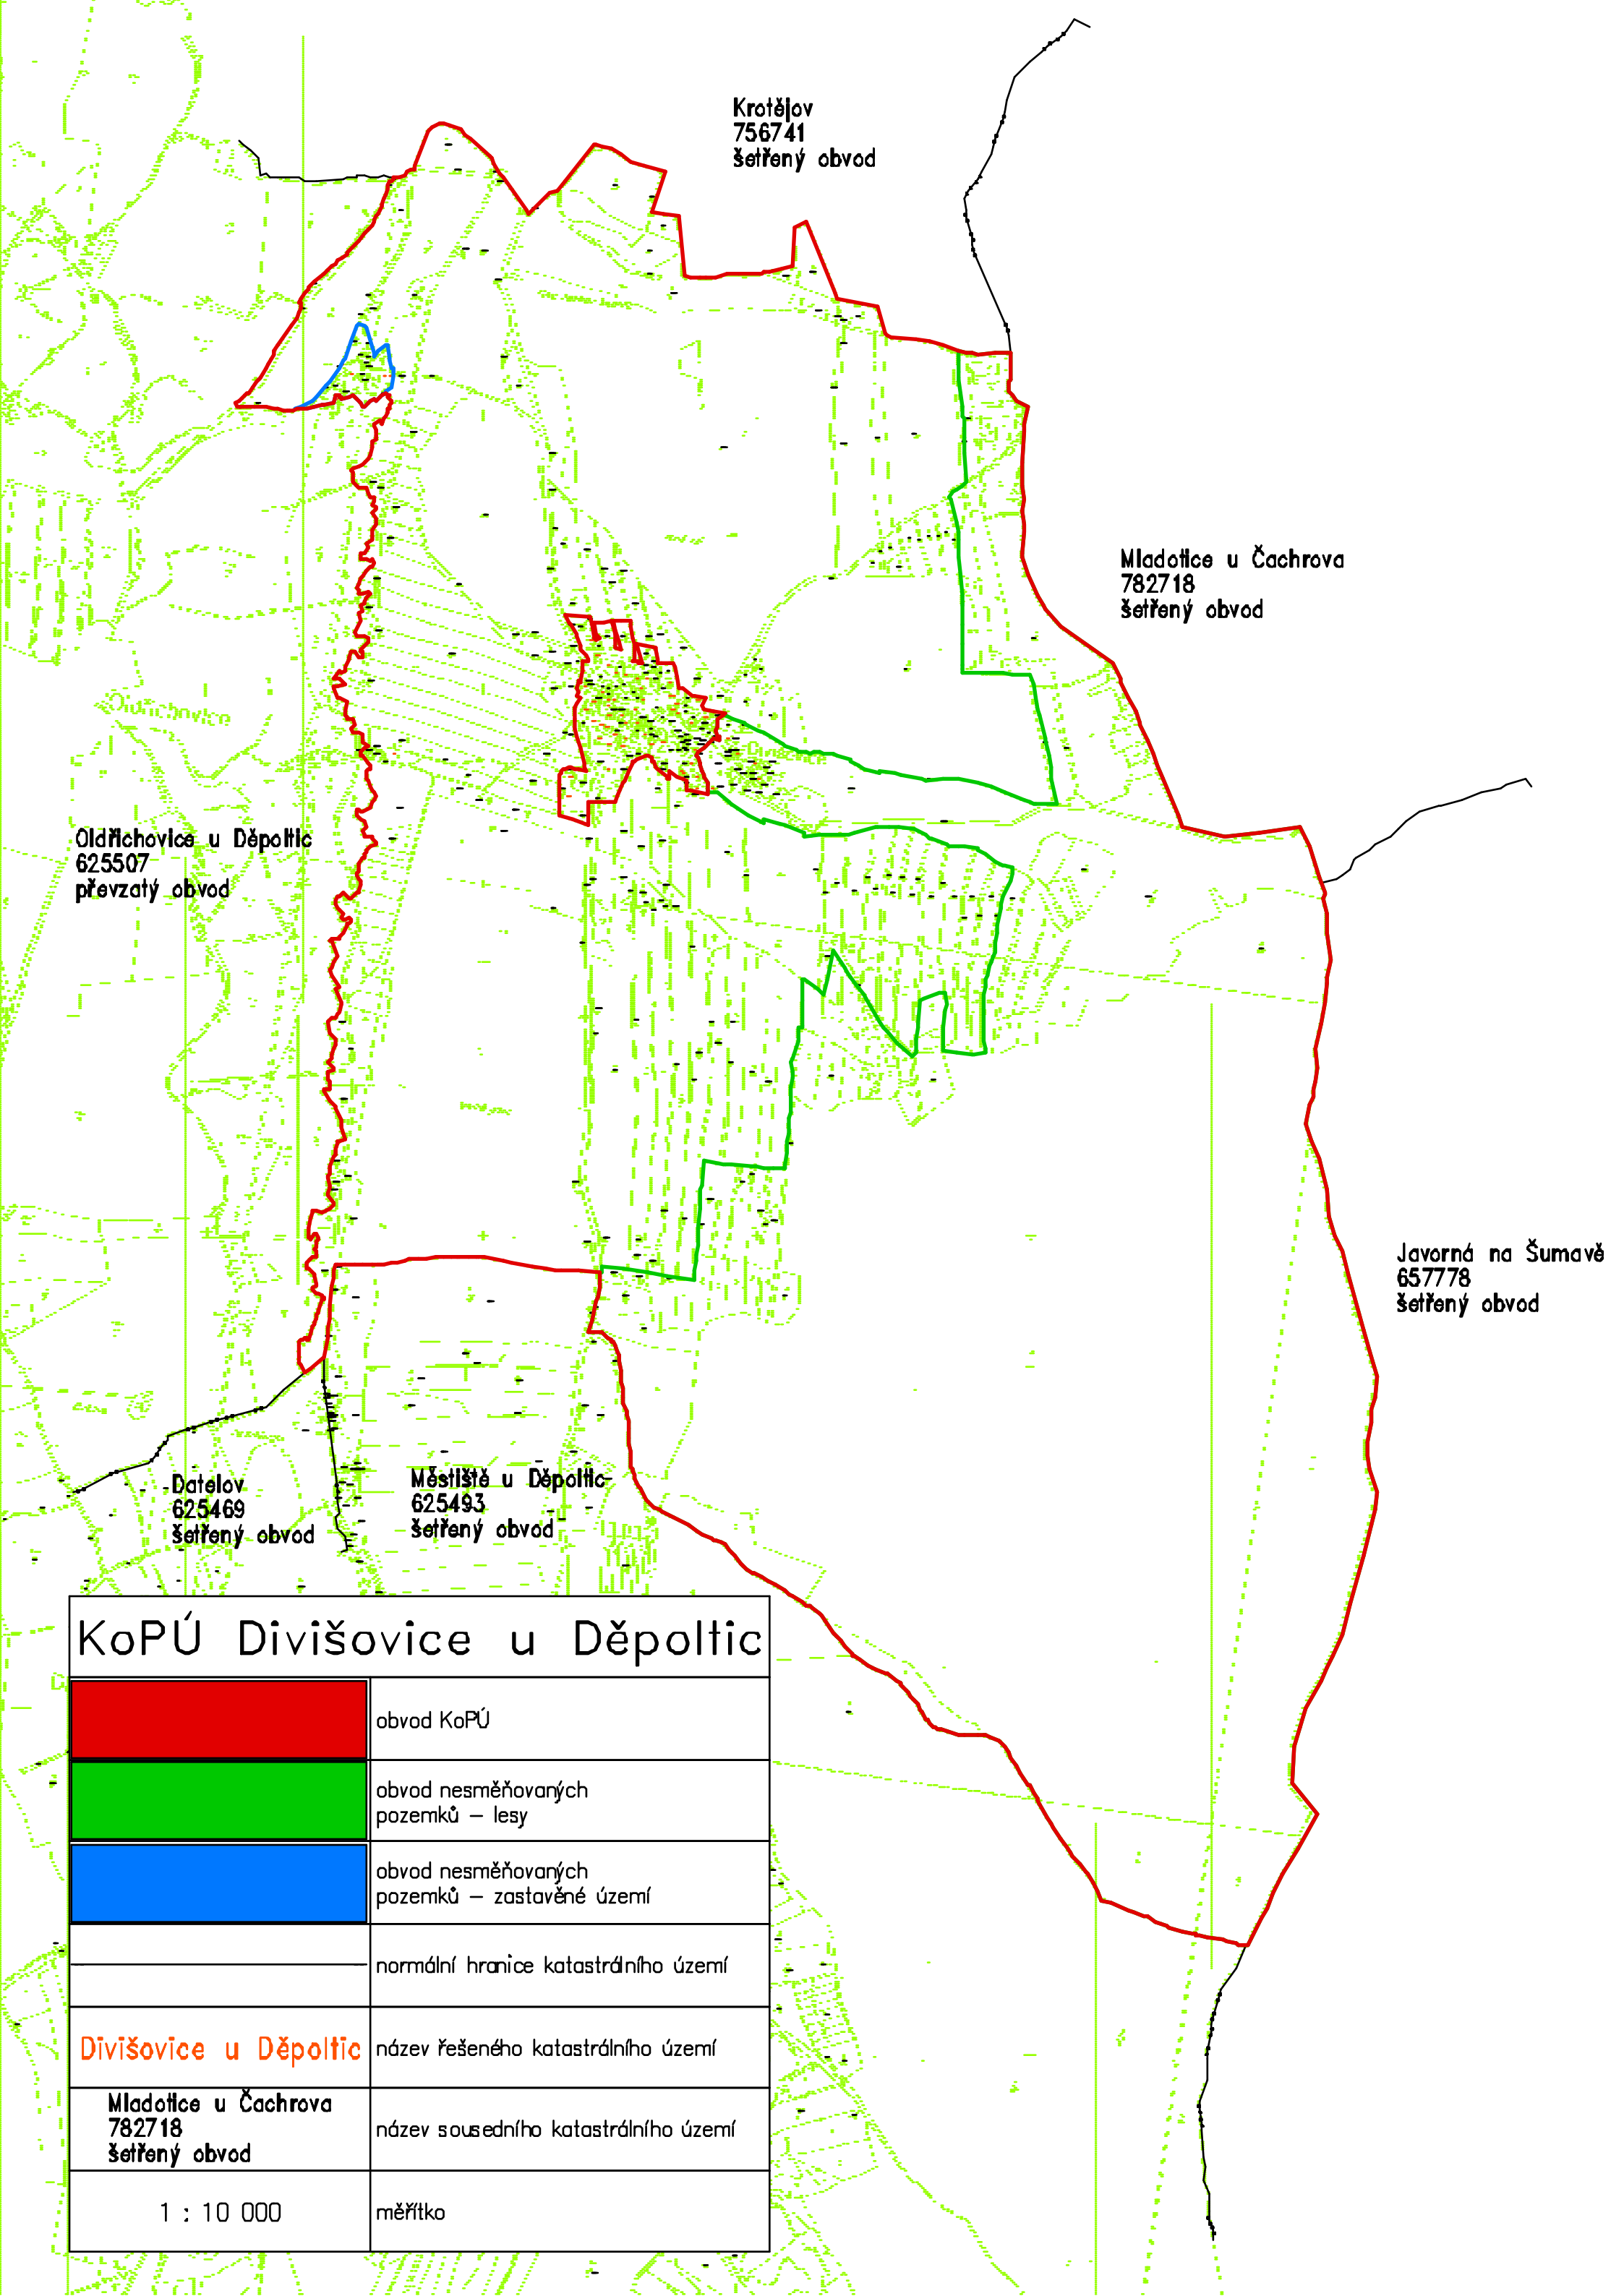 Krotějov
756741
šetřený obvod
Mladotice u Čachrova
782718
šetřený obvod
Oldřichovice
Oldřichovice u Děpoltic
625507
převzatý obvod
Javorná na Šumavě
657778
šetřený obvod
Datelov
625469
šetřený obvod
Městiště u Děpoltic
625493
šetřený obvod
KoPÚ Divišovice u Děpoltic
obvod KoPÚ
obvod nesměňovaných
pozemků – lesy
obvod nesměňovaných
pozemků – zastavěné území
normální hranice katastrálního území
Divišovice u Děpoltic
název řešeného katastrálního území
Mladotice u Čachrova
782718
šetřený obvod
název sousedního katastrálního území
1 : 10 000
měřítko